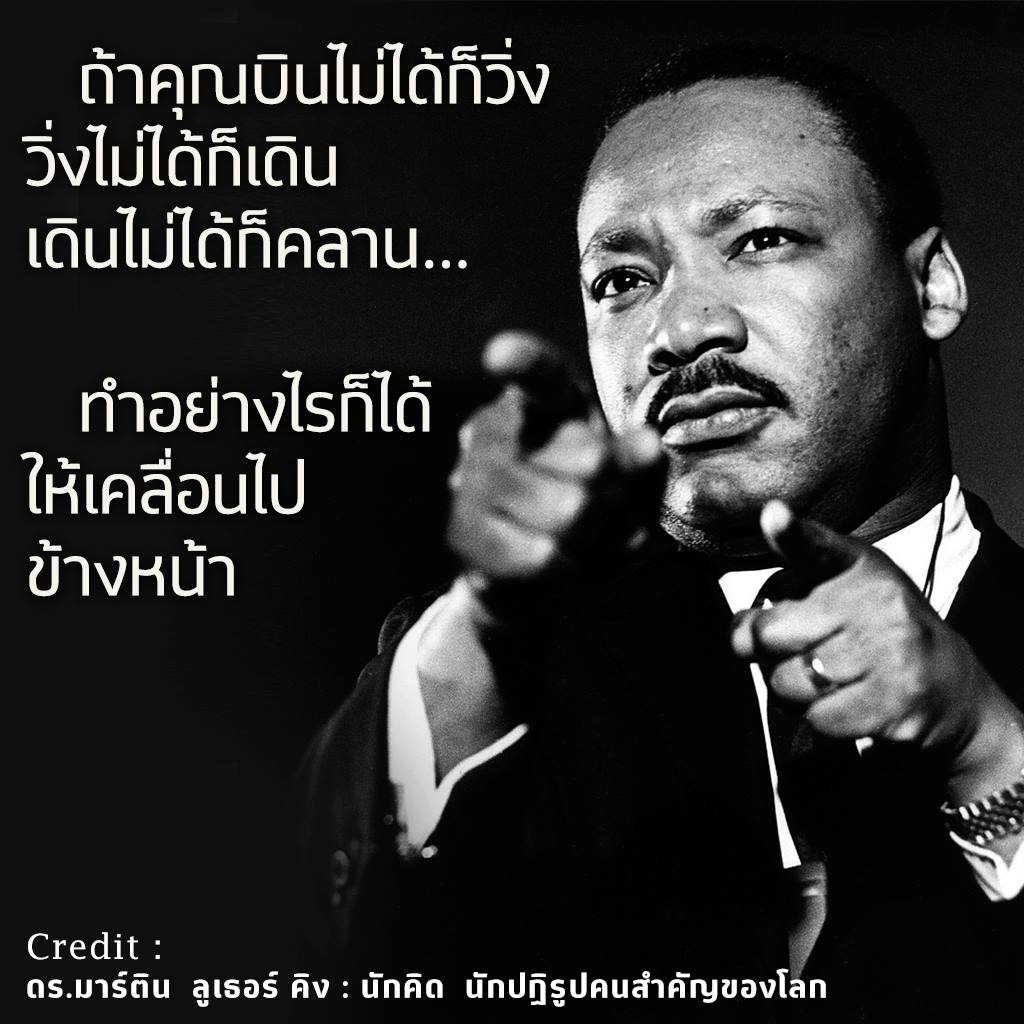 ถ้าคุณบินไม่ได้ก็วิ่ง
วิ่งไม่ได้ก็เดิน
เดินไม่ได้ก็คลาน...
ทำอย่างไรก็ได้
ให้เคลื่อนไป
ข้างหน้า
Credit :
ดร.มาร์ติน ลูเธอร์ คิง : นักคิด นักปฏิรูปคนสำคัญของโลก